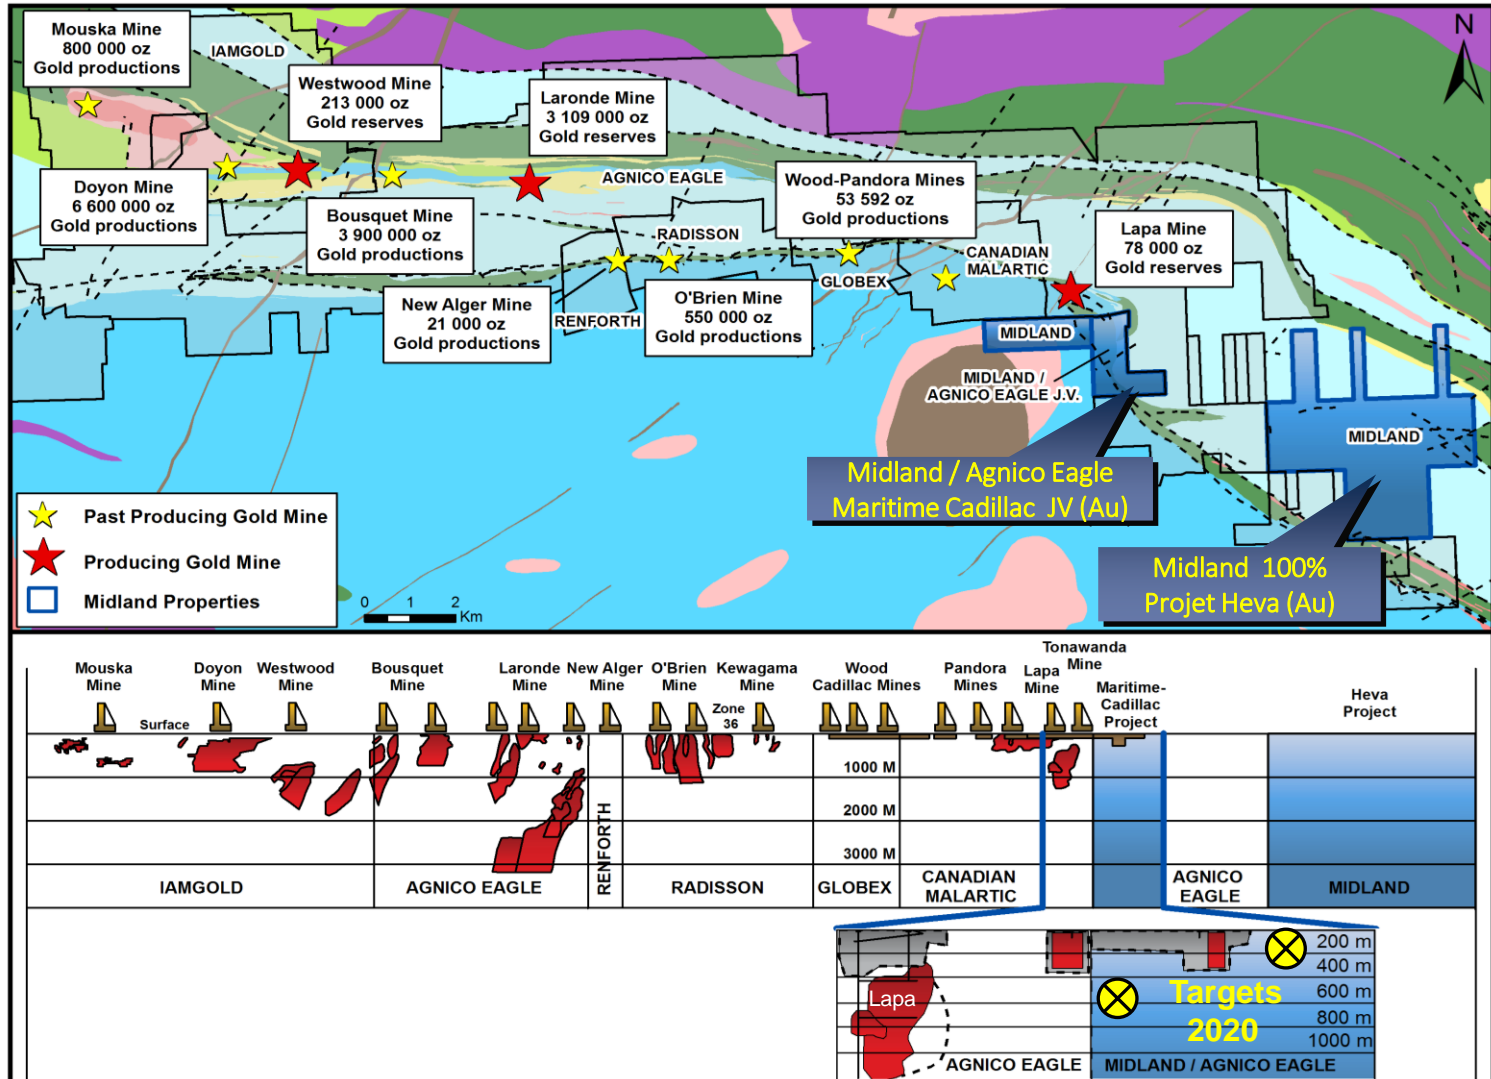 Mouska Mine
800 000 oz
Gold productions
IAMGOLD
N
Westwood Mine
213 000 oz
Gold reserves
Laronde Mine
3 109 000 oz
Gold reserves
Doyon Mine
6 600 000 oz
Gold productions
Bousquet Mine
3 900 000 oz
Gold productions
AGNICO EAGLE
Wood-Pandora Mines
53 592 oz
Gold productions
Lapa Mine
78 000 oz
Gold reserves
RADISSON
CANADIAN
MALARTIC
GLOBEX
New Alger Mine
21 000 oz
Gold productions
RENFORTH
O'Brien Mine
550 000 oz
Gold productions
MIDLAND
MIDLAND /
AGNICO EAGLE J.V.
MIDLAND
Midland / Agnico Eagle
Maritime Cadillac JV (Au)
Midland 100%
Projet Heva (Au)
Past Producing Gold Mine
Producing Gold Mine
Midland Properties
0 1 2
Km
Mouska
Mine
Doyon
Mine
Westwood
Mine
Bousquet
Mine
Laronde
Mine
New Alger
Mine
O'Brien
Mine
Kewagama
Mine
Wood
Cadillac Mines
Pandora
Mines
Lapa
Mine
Tonawanda
Mine
Maritime-
Cadillac
Project
Heva
Project
Surface
Zone
36
1000 M
2000 M
3000 M
IAMGOLD
AGNICO EAGLE
RENFORTH
RADISSON
GLOBEX
CANADIAN
MALARTIC
AGNICO
EAGLE
MIDLAND
200 m
400 m
600 m
800 m
1000 m
Lapa
Targets
2020
AGNICO EAGLE
MIDLAND / AGNICO EAGLE